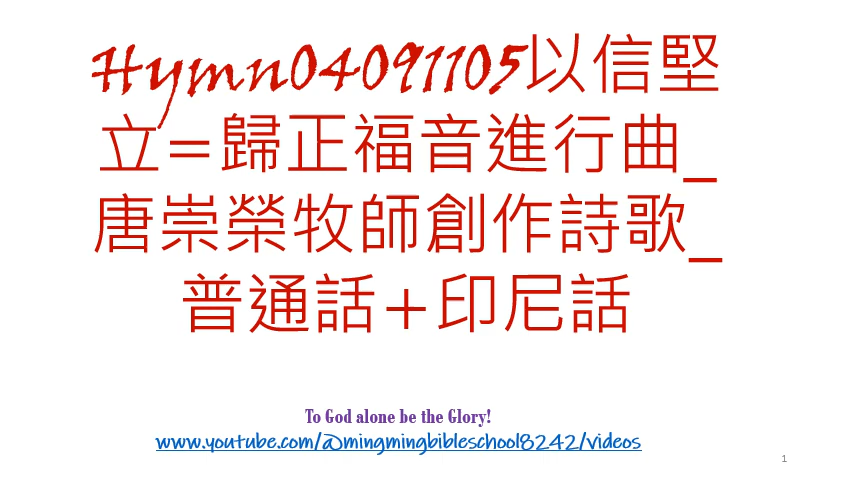 Hymn04091105以信堅
立=歸正福音進行曲_
唐崇榮牧師創作詩歌_
普通話+印尼話
To God alone be the Glory!
www.youtube.com/@mingmingbibleschool8242/videos
1